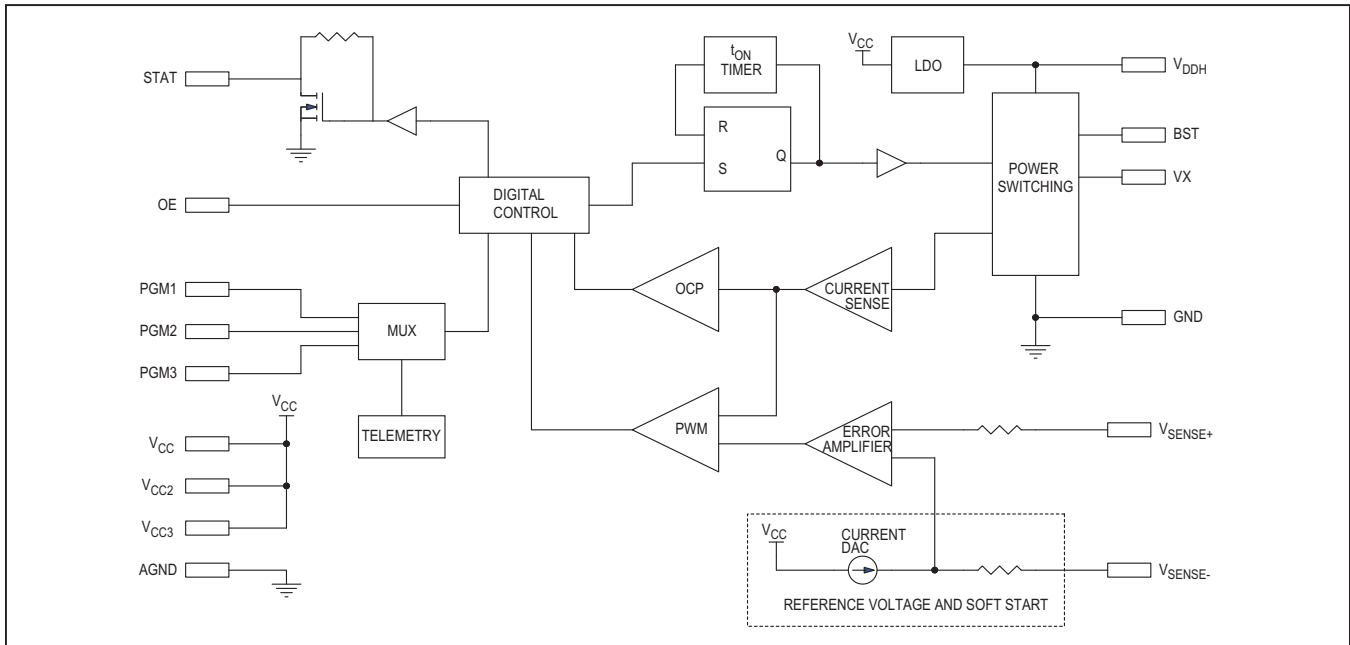 STAT
OE
PGM1
PGM2
PGM3
VCC
VCC
VCC2
VCC3
AGND
MUX
TELEMETRY
DIGITAL
CONTROL
tON
TIMER
R
S
Q
VCC
LDO
POWER
SWITCHING
VDDH
BST
VX
GND
OCP
CURRENT
SENSE
PWM
ERROR
AMPLIFIER
VSENSE+
VCC
CURRENT
DAC
VSENSE-
REFERENCE VOLTAGE AND SOFT START